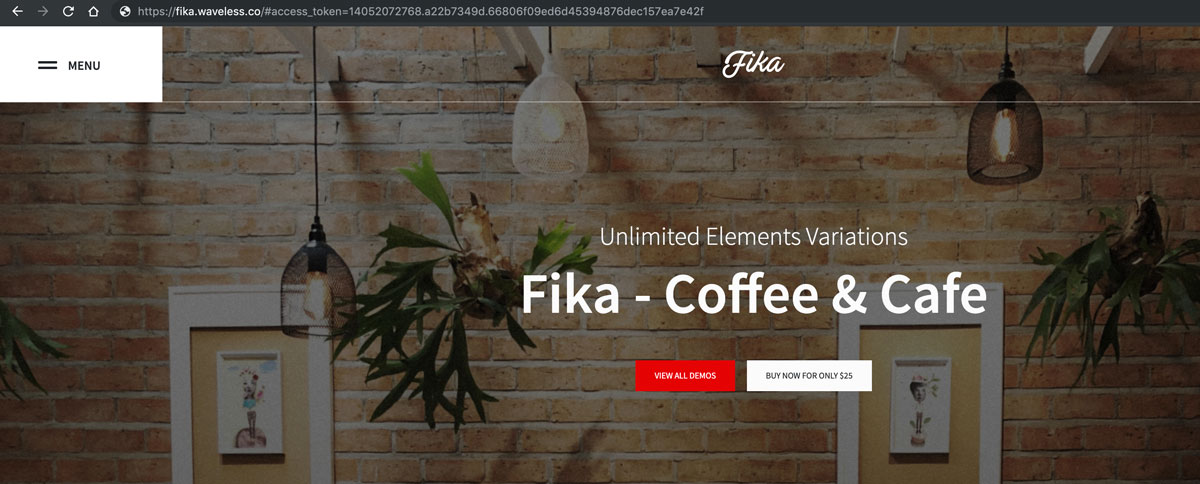 https://fika.waveless.co/#access_token=14052072768.a22b7349d.66806f09ed6d45394876dec157ea7e42f
MENU
Fika
Unlimited Elements Variations
Fika - Coffee & Cafe
VIEW ALL DEMOS
BUY NOW FOR ONLY $25